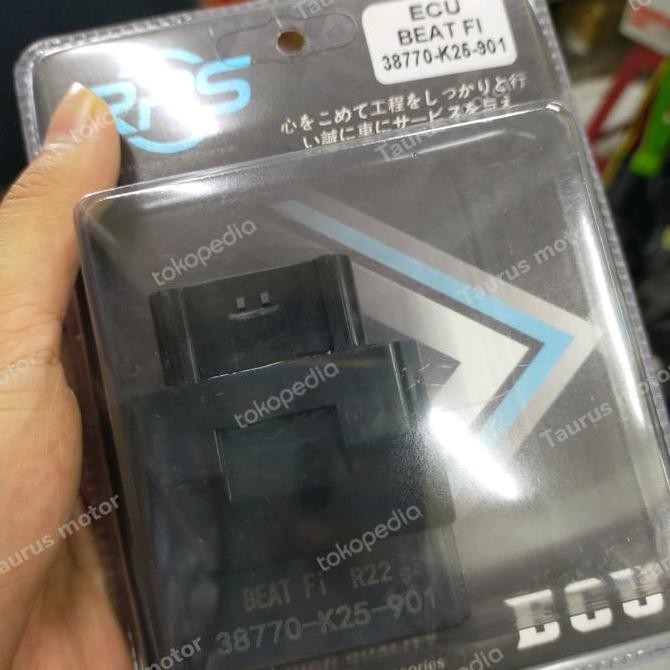 ECU
BEAT FI
38770-K25-901
RPS
心をこめて工程をしっかりと行
い誠に車にサービスを与え
tokopedia
Taurus motor
tokopedia
Taurus motor
tokopedia
Taurus motor
tokopedia
Taurus motor
BEAT Fi R22
38770-K25-901
ECU
QUALITY
tokopedia
motor